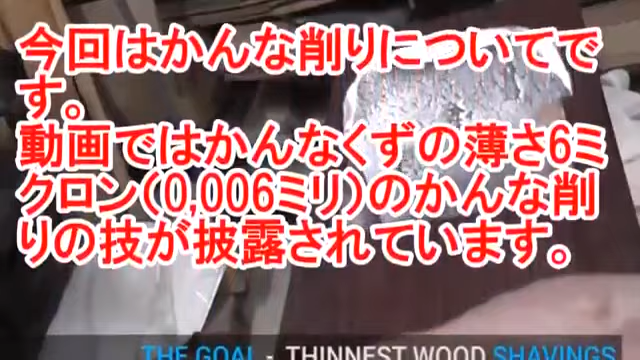 今回はかんな削りについてで
す。
動画ではかんなくずの薄さ6ミ
クロン（0,006ミリ）のかんな削
りの技が披露されています。
THE GOAL - THINNEST WOOD SHAVINGS